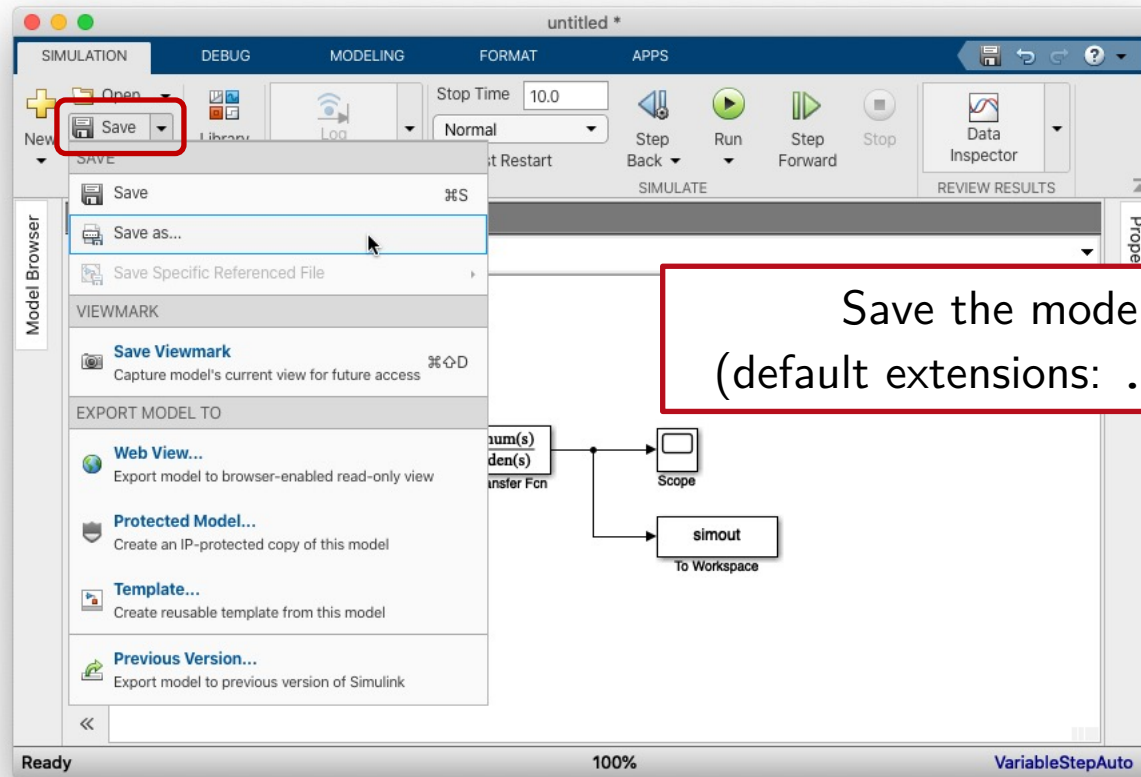 untitled *
SIMULATION DEBUG MODELING FORMAT APPS
New
Open
Save
Library
Log
Stop Time 10.0
Normal
st Restart
Step Back
Run
Step Forward
Stop
Data Inspector
SIMULATE
REVIEW RESULTS
SAVE
Save ⌘S
Save as...
Save Specific Referenced File
VIEWMARK
Save Viewmark
Capture model's current view for future access ⌘⇧D
EXPORT MODEL TO
Web View...
Export model to browser-enabled read-only view
Protected Model...
Create an IP-protected copy of this model
Template...
Create reusable template from this model
Previous Version...
Export model to previous version of Simulink
Model Browser
Prope
Save the mode
(default extensions: .
num(s)
den(s)
ansfer Fcn
Scope
simout
To Workspace
Ready 100% VariableStepAuto